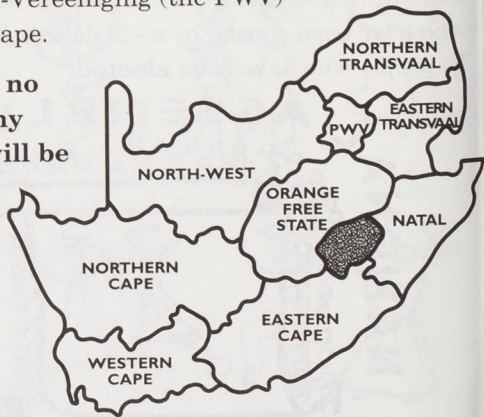 -Vereeniging (the PWV)
ape.
no
ny
vill be
NORTHERN
TRANSVAAL
EASTERN
TRANSVAAL
PWV
NORTH-WEST
ORANGE
FREE
STATE
NATAL
NORTHERN
CAPE
EASTERN
CAPE
WESTERN
CAPE